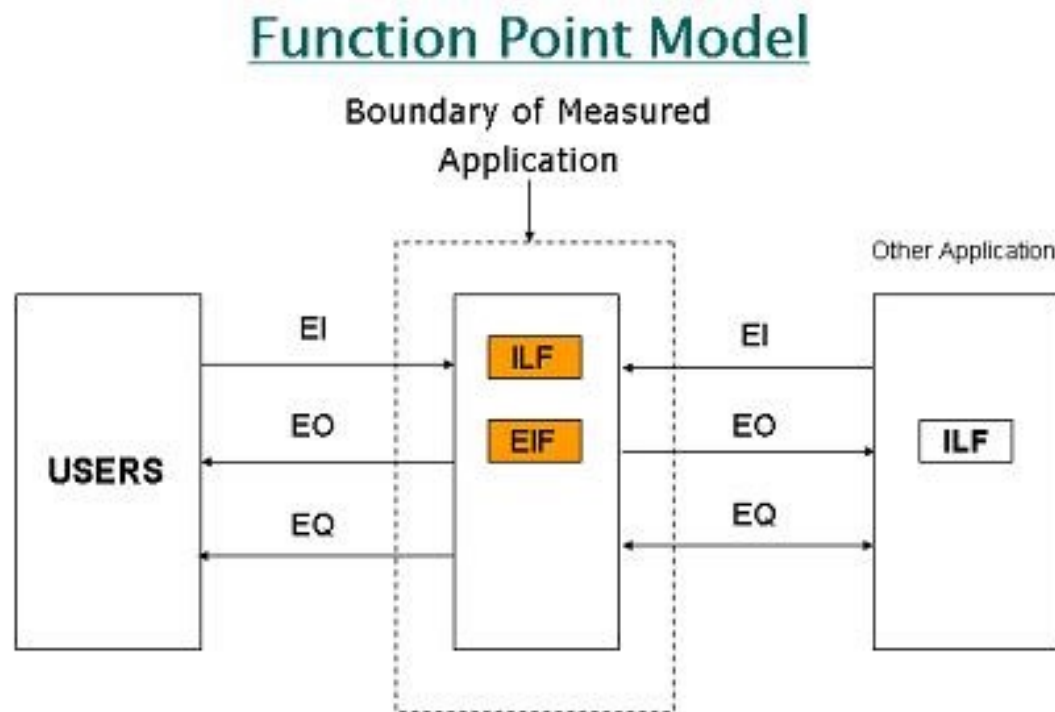 Function Point Model
Boundary of Measured
Application
Other Application
EI
EI
ILF
EO
EO
EIF
ILF
USERS
EQ
EQ